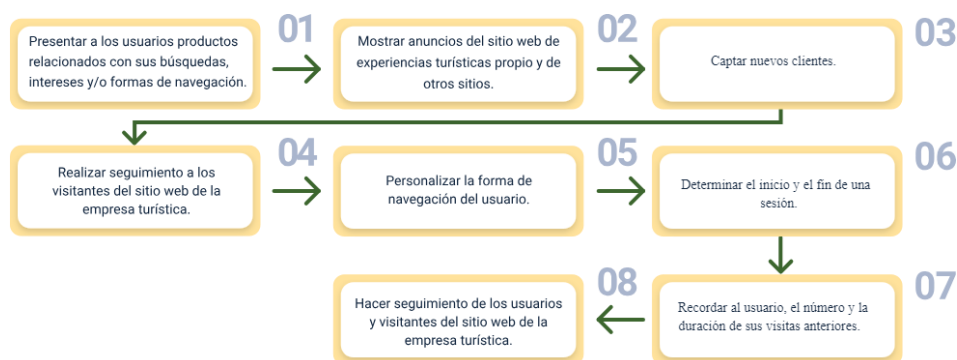 01
Presentar a los usuarios productos
relacionados con sus búsquedas,
intereses y/o formas de navegación.
02
Mostrar anuncios del sitio web de
experiencias turísticas propio y de
otros sitios.
03
Captar nuevos clientes.
04
Realizar seguimiento a los
visitantes del sitio web de la
empresa turística.
05
Personalizar la forma de
navegación del usuario.
06
Determinar el inicio y el fín de una
sesión.
07
Recordar al usuario, el número y la
duración de sus visitas anteriores.
08
Hacer seguimiento de los usuarios
y visitantes del sitio web de la
empresa turística.